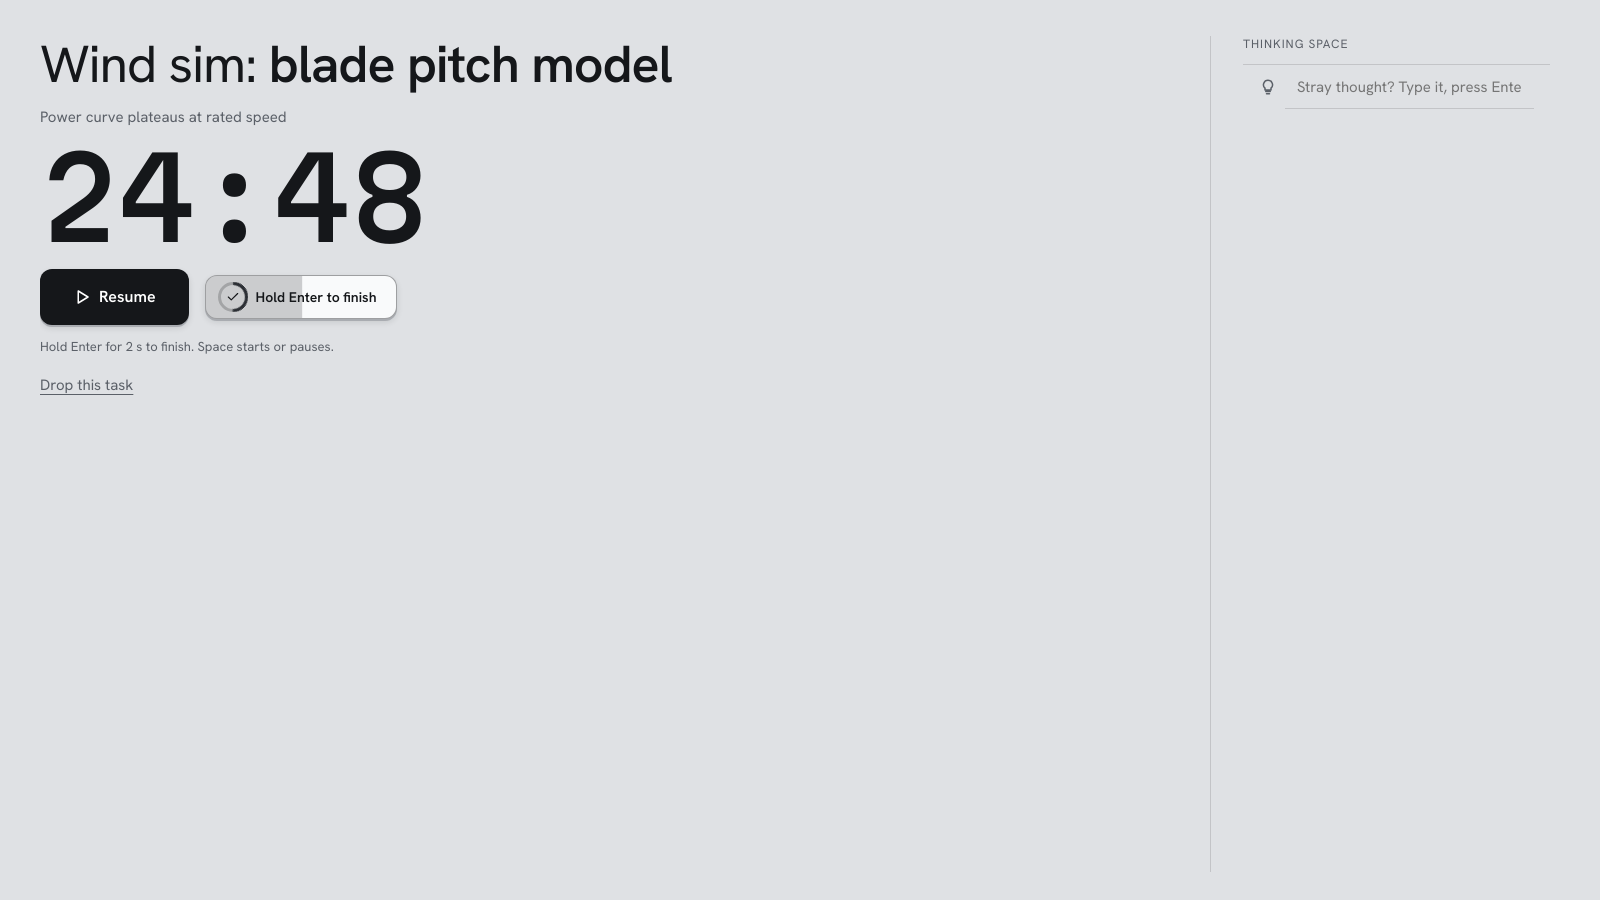 Wind sim: blade pitch model
Power curve plateaus at rated speed
24:48
Resume
Hold Enter to finish
Hold Enter for 2 s to finish. Space starts or pauses.
Drop this task
THINKING SPACE
Stray thought? Type it, press Ente